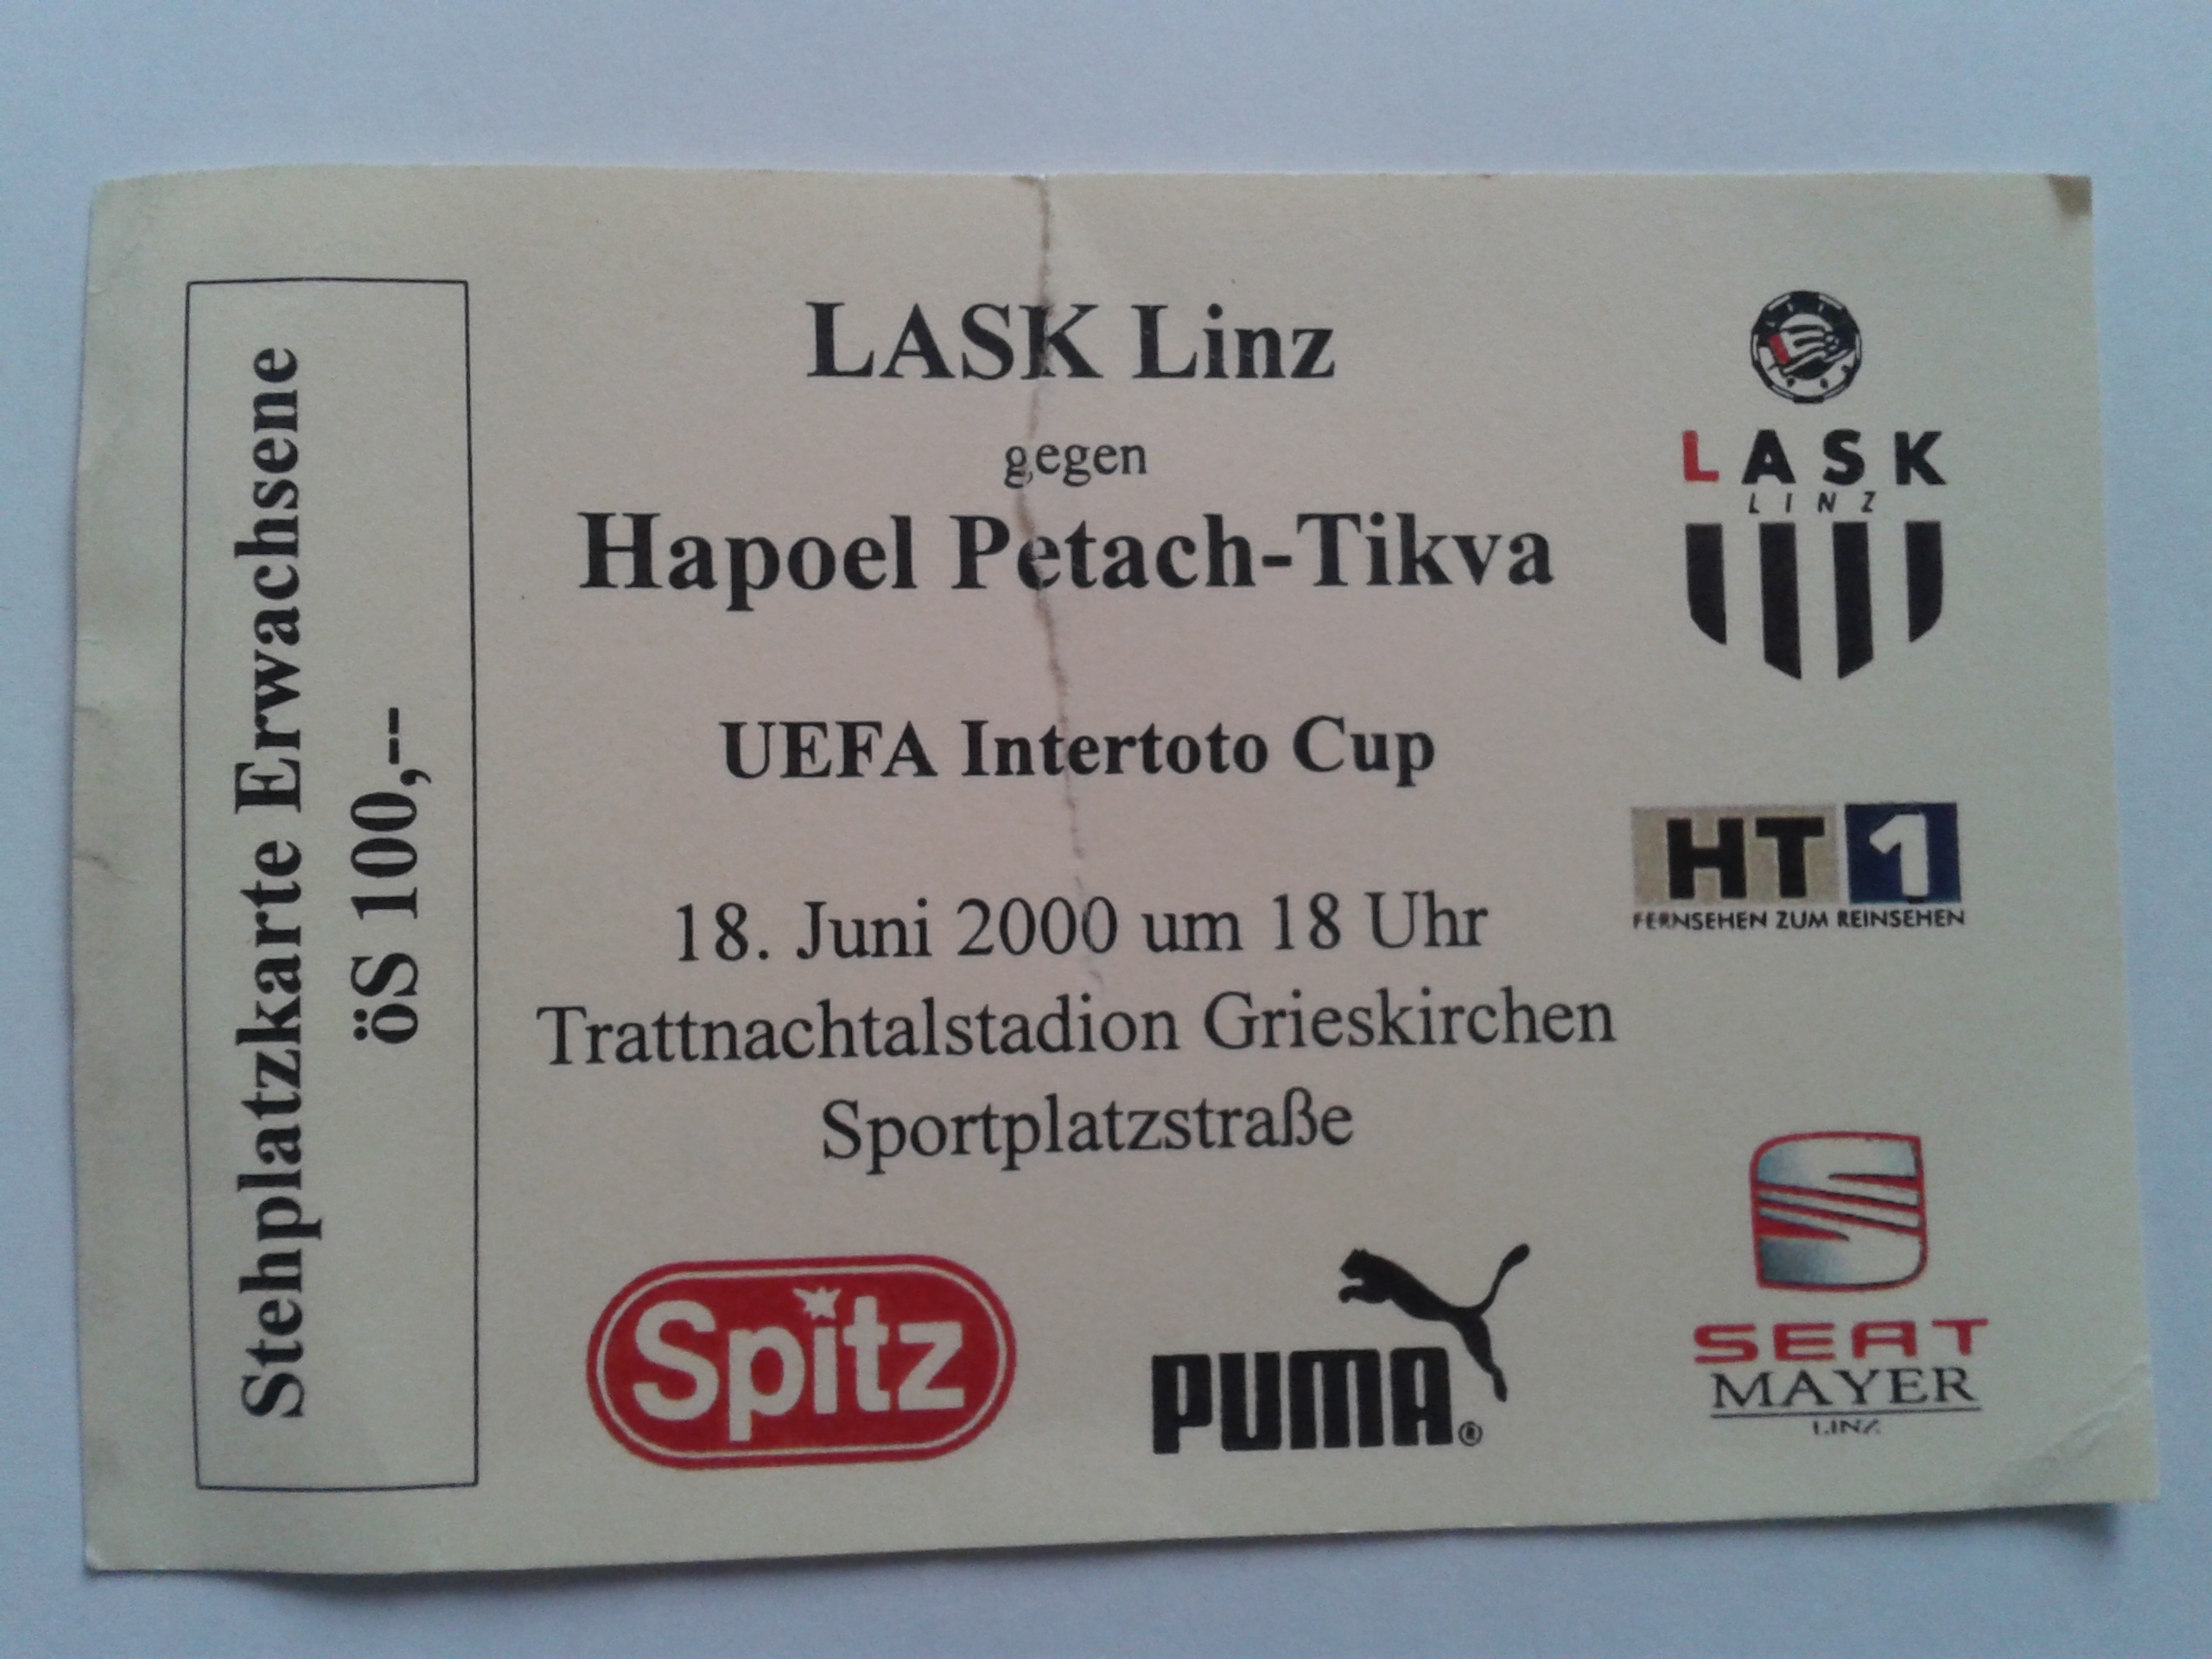 Stehplatzkarte Erwachsene
öS 100,--
LASK Linz
gegen
Hapoel Petach-Tikva
UEFA Intertoto Cup
18. Juni 2000 um 18 Uhr
Trattnachtalstadion Grieskirchen
Sportplatzstraße
LASK
LINZ
HT1
FERNSEHEN ZUM REINSEHEN
Spitz
PUMA®
SEAT
MAYER
LINZ